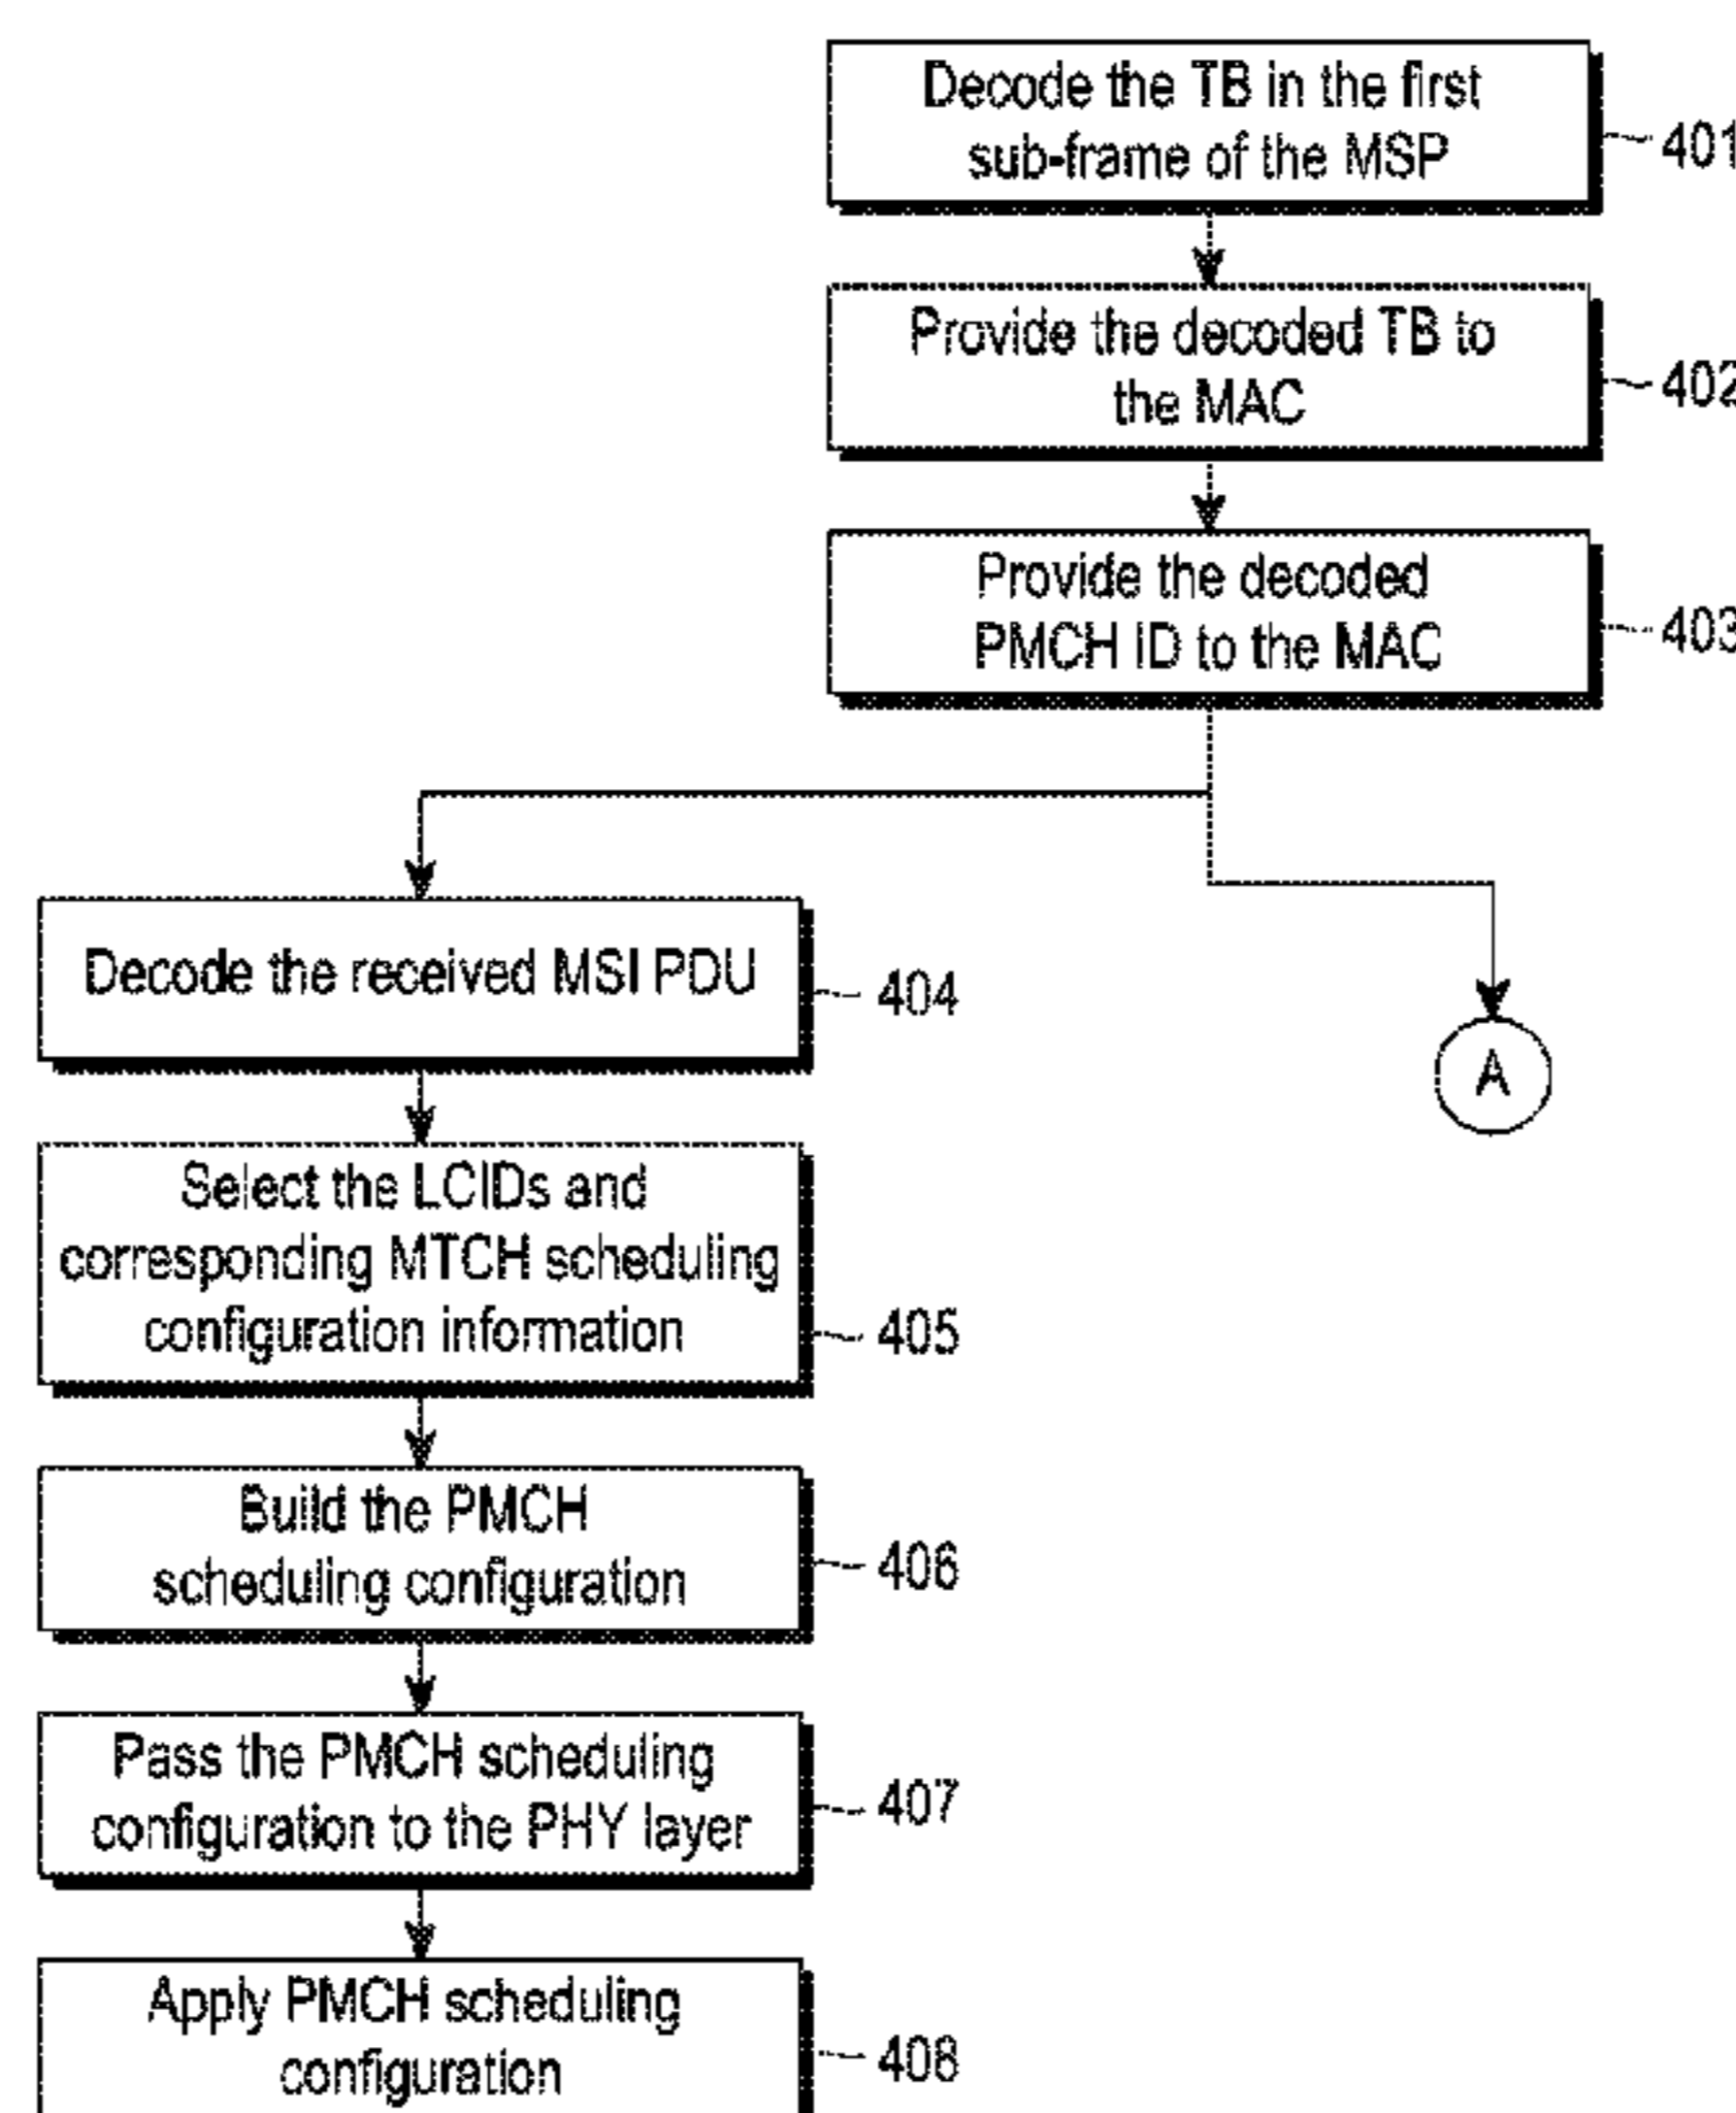 Decode the TB in the first
sub-frame of the MSP
401
Provide the decoded TB to
the MAC
402
Provide the decoded
PMCH ID to the MAC
403
Decode the received MSI PDU
404
A
Select the LCIDs and
corresponding MTCH scheduling
configuration information
405
Build the PMCH
scheduling configuration
406
Pass the PMCH scheduling
configuration to the PHY layer
407
Apply PMCH scheduling
configuration
408